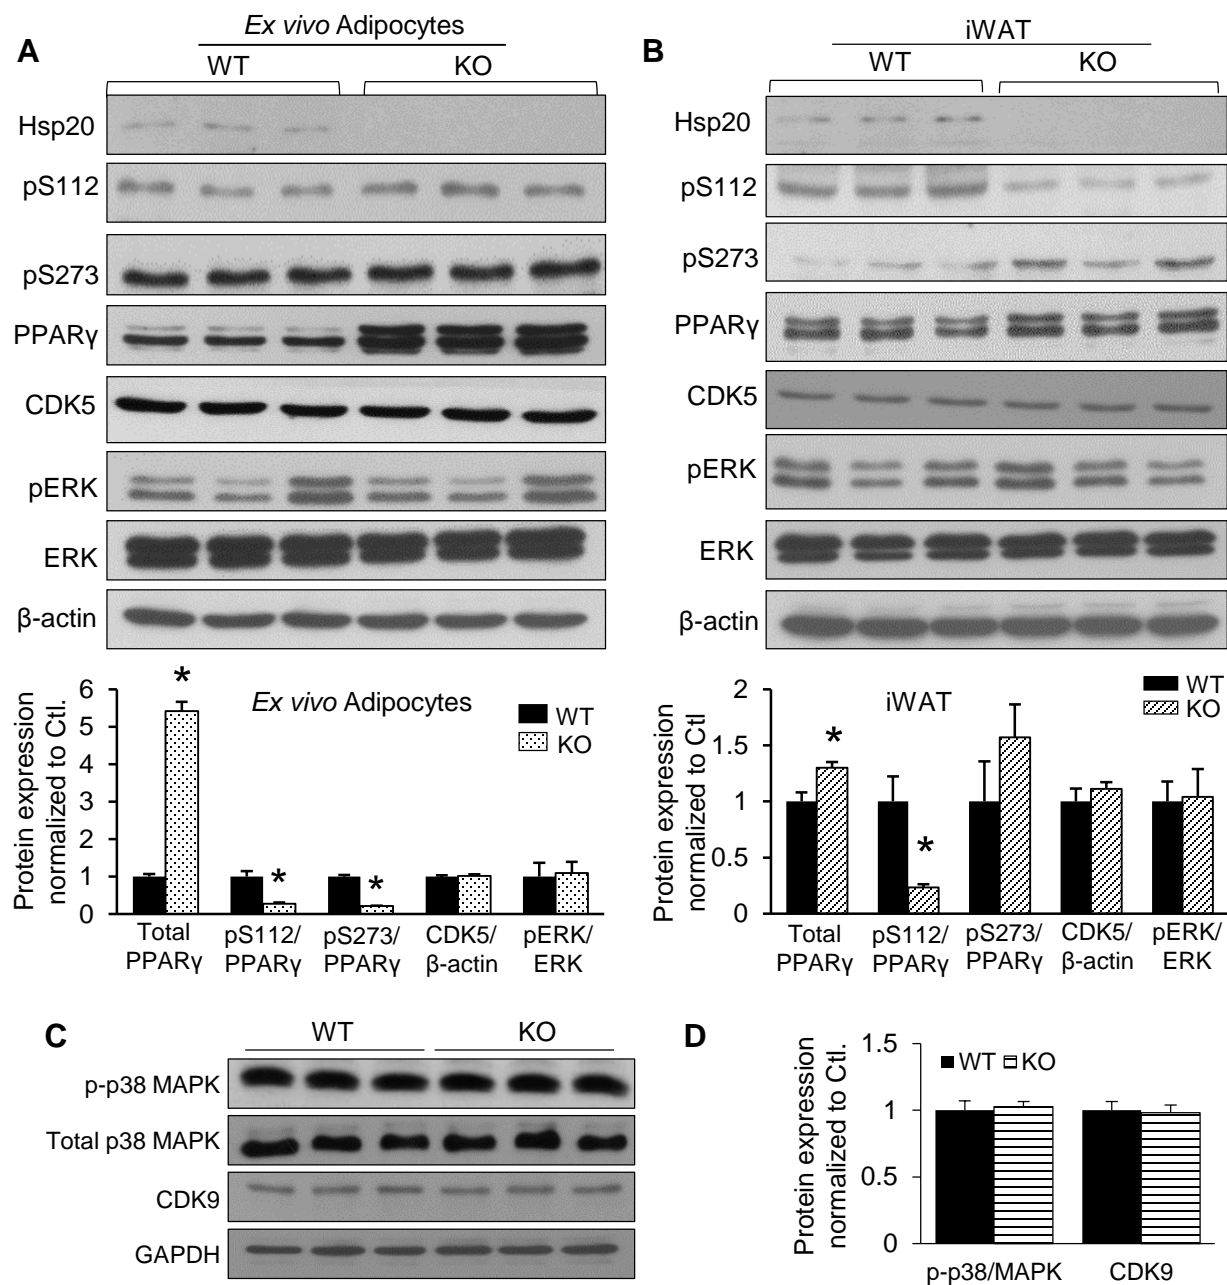 A
Ex vivo Adipocytes
WT
KO
Hsp20
pS112
pS273
PPARγ
CDK5
pERK
ERK
β-actin
Protein expression
normalized to Ctl.
6
5
4
3
2
1
0
*
*
*
Ex vivo Adipocytes
WT
KO
Total
PPARγ
pS112/
PPARγ
pS273/
PPARγ
CDK5/
β-actin
pERK/
ERK
B
iWAT
WT
KO
Hsp20
pS112
pS273
PPARγ
CDK5
pERK
ERK
β-actin
Protein expression
normalized to Ctl
2
1.5
1
0.5
0
*
*
iWAT
WT
KO
Total
PPARγ
pS112/
PPARγ
pS273/
PPARγ
CDK5/
β-actin
pERK/
ERK
C
WT
KO
p-p38 MAPK
Total p38 MAPK
CDK9
GAPDH
D
Protein expression
normalized to Ctl.
1.5
1
0.5
0
WT
KO
p-p38/MAPK
CDK9